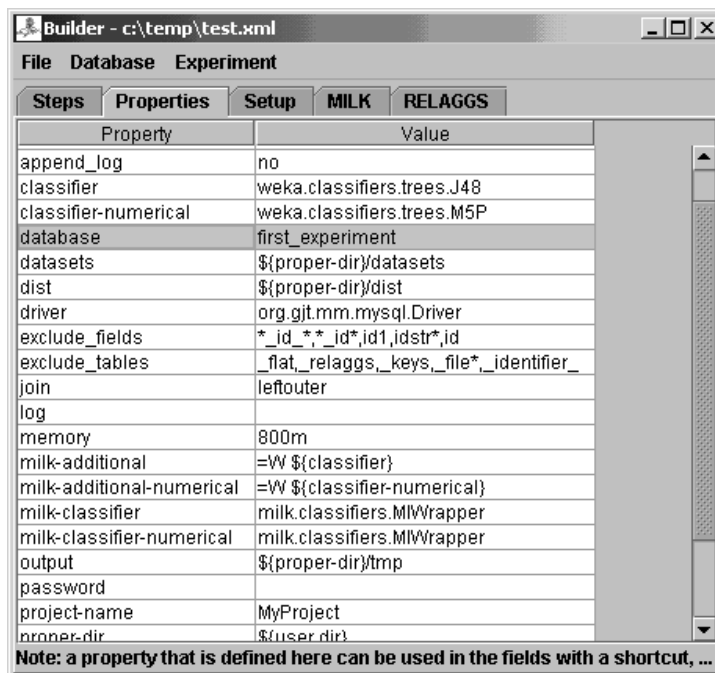 Builder - c:\temp\test.xml
File Database Experiment
Steps Properties Setup MILK RELAGGS
Property Value
append_log no
classifier weka.classifiers.trees.J48
classifier-numerical weka.classifiers.trees.M5P
database first_experiment
datasets ${proper-dir}/datasets
dist ${proper-dir}/dist
driver org.gjt.mm.mysql.Driver
exclude_fields *_id_*,*_id*,id1,idstr*,id
exclude_tables _flat,_relaggs,_keys,_file*,_identifier_
join leftouter
log
memory 800m
milk-additional =W ${classifier}
milk-additional-numerical =W ${classifier-numerical}
milk-classifier milk.classifiers.MIWrapper
milk-classifier-numerical milk.classifiers.MIWrapper
output ${proper-dir}/tmp
password
project-name MyProject
proper-dir ${user.dir}
Note: a property that is defined here can be used in the fields with a shortcut, ...